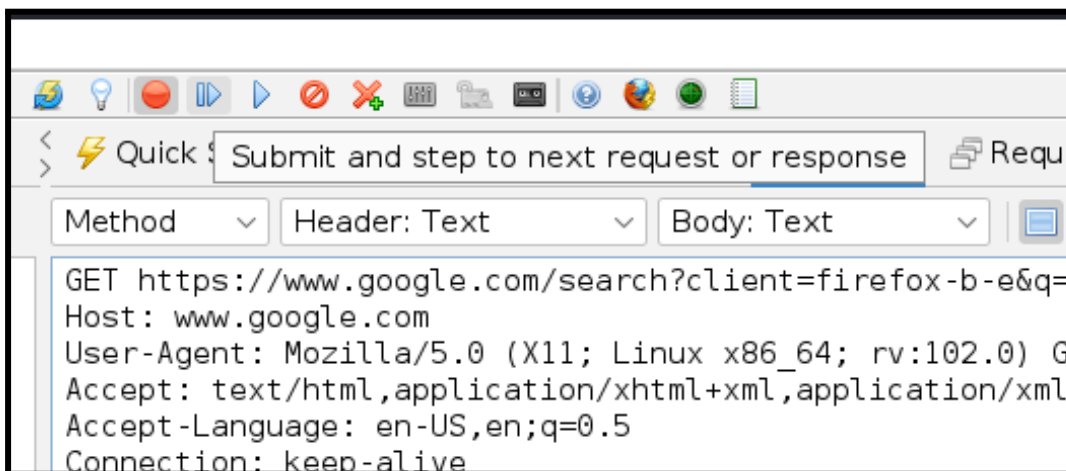 Quick
Submit and step to next request or response
Requ
Method
Header: Text
Body: Text
GET https://www.google.com/search?client=firefox-b-e&q=
Host: www.google.com
User-Agent: Mozilla/5.0 (X11; Linux x86_64; rv:102.0) G
Accept: text/html,application/xhtml+xml,application/xml
Accept-Language: en-US,en;q=0.5
Connection: keep-alive